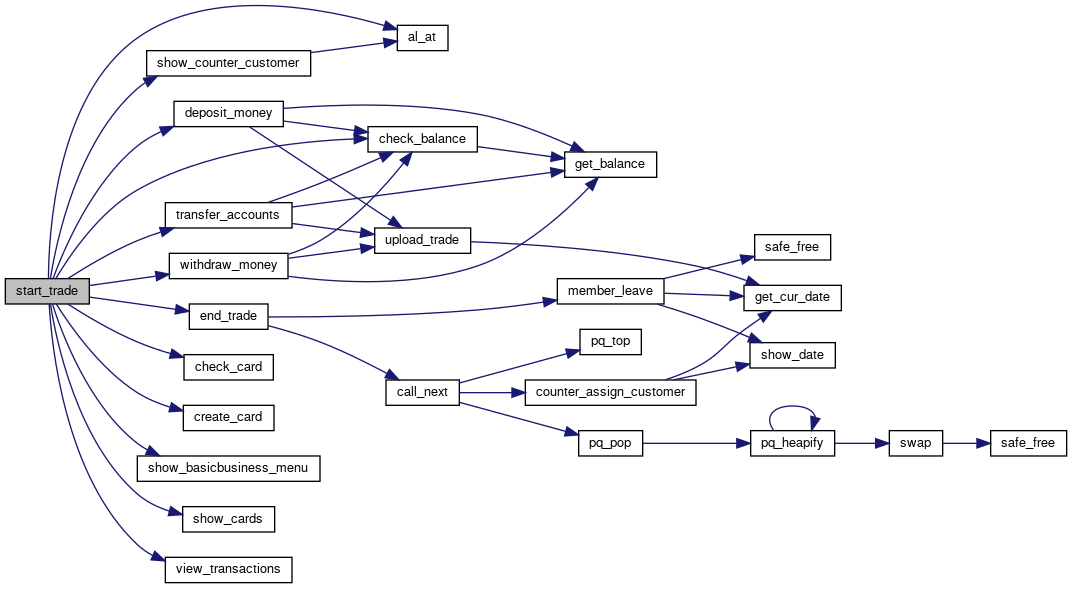 start_trade
al_at
show_counter_customer
deposit_money
check_balance
get_balance
transfer_accounts
upload_trade
withdraw_money
safe_free
member_leave
get_cur_date
end_trade
pq_top
show_date
check_card
call_next
counter_assign_customer
create_card
pq_pop
pq_heapify
swap
safe_free
show_basicbusiness_menu
show_cards
view_transactions